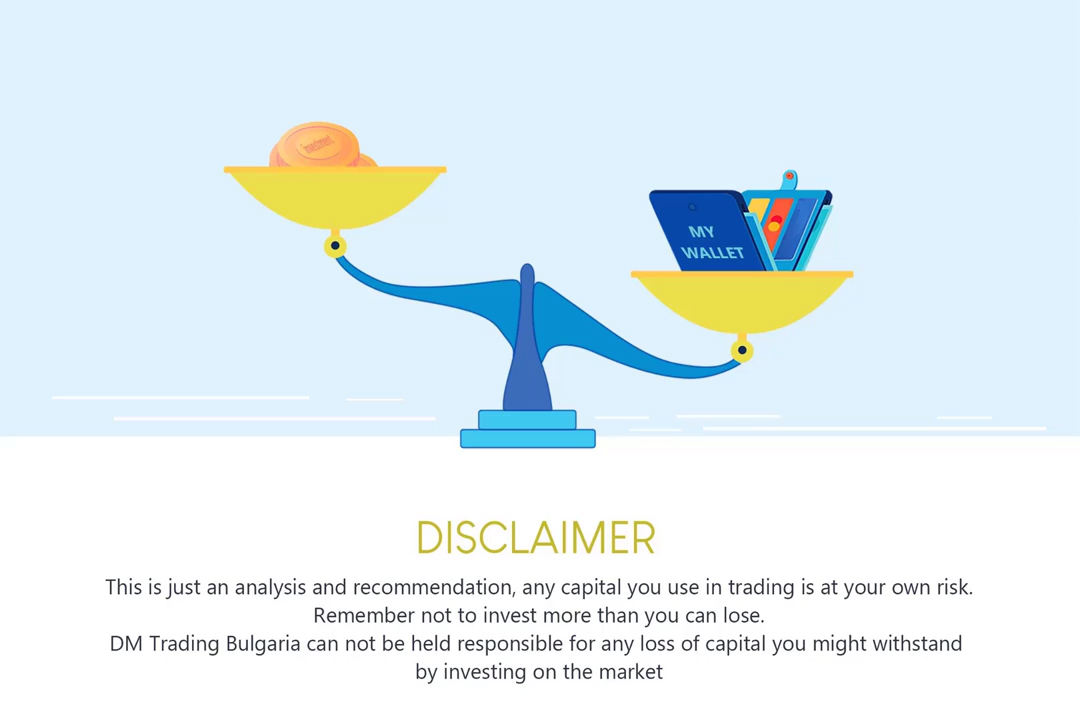 Investment
MY
WALLET
DISCLAIMER
This is just an analysis and recommendation, any capital you use in trading is at your own risk.
Remember not to invest more than you can lose.
DM Trading Bulgaria can not be held responsible for any loss of capital you might withstand
by investing on the market